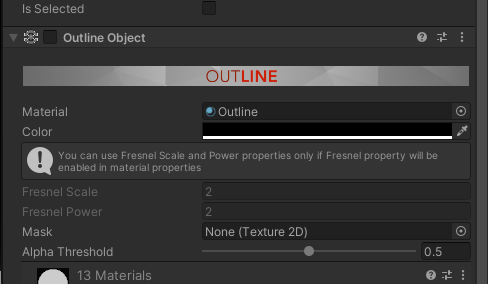 Is Selected
Outline Object
OUTLINE
Material
Outline
Color
You can use Fresnel Scale and Power properties only if Fresnel property will be
enabled in material properties
Fresnel Scale
2
Fresnel Power
2
Mask
None (Texture 2D)
Alpha Threshold
0.5
13 Materials